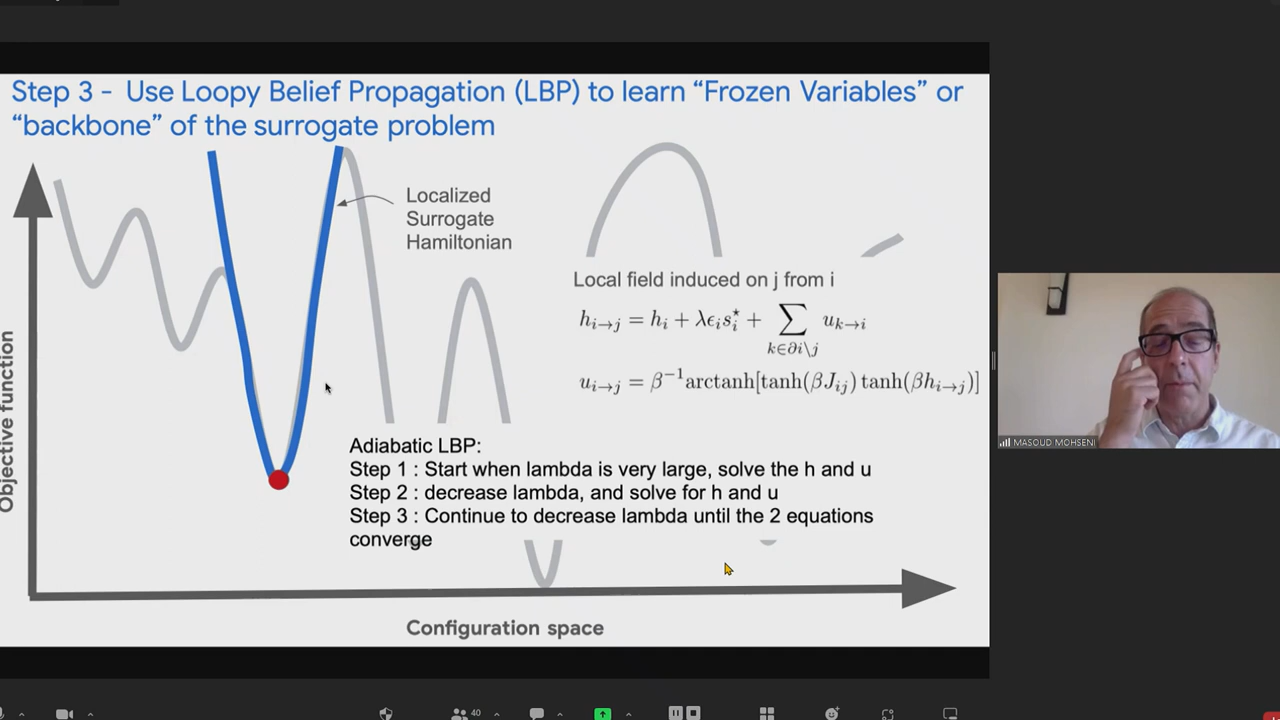 Step 3 - Use Loopy Belief Propagation (LBP) to learn “Frozen Variables” or
“backbone” of the surrogate problem
Localized
Surrogate
Hamiltonian
Local field induced on j from i
h_{i→j} = h_i + λϵ_i s_i^⋆ + ∑_{k∈∂i\j} u_{k→i}
u_{i→j} = β^{-1}arctanh[tanh(βJ_{ij}) tanh(βh_{i→j})]
Adiabatic LBP:
Step 1 : Start when lambda is very large, solve the h and u
Step 2 : decrease lambda, and solve for h and u
Step 3 : Continue to decrease lambda until the 2 equations
converge
Objective function
Configuration space
MASOUD MOHSENI
40